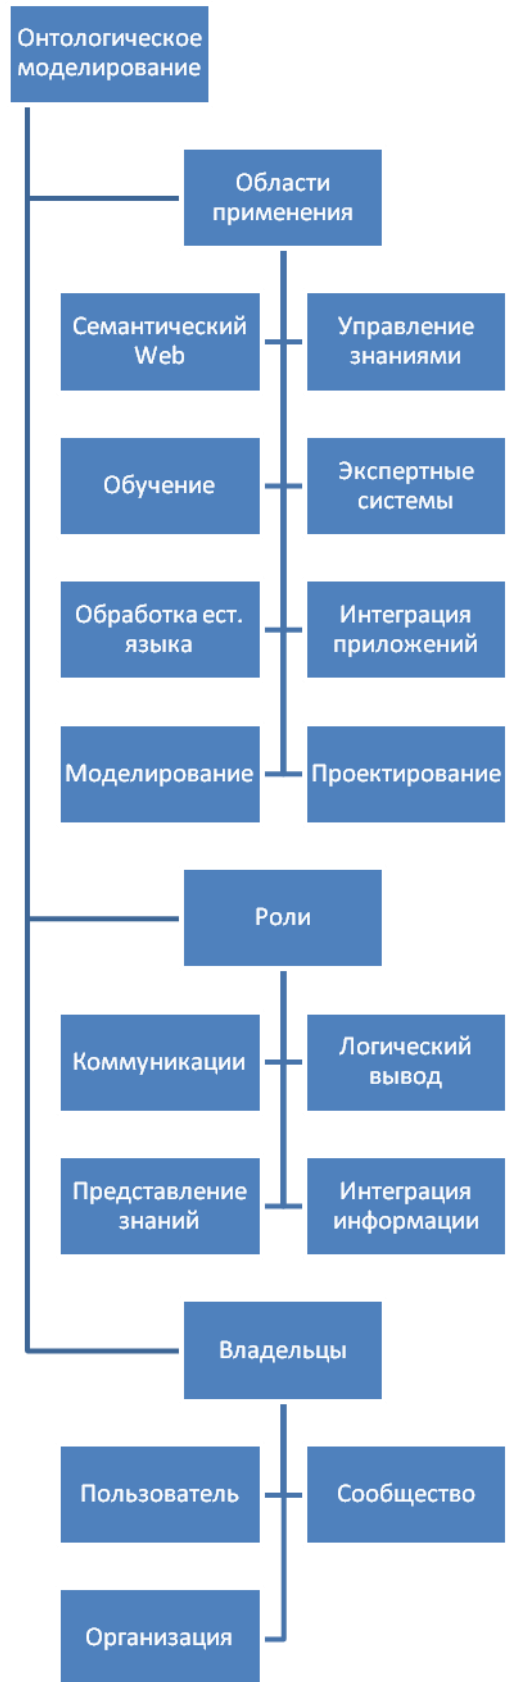 Онтологическое
моделирование
Области
применения
Семантический
Web
Управление
знаниями
Обучение
Экспертные
системы
Обработка ест.
языка
Интеграция
приложений
Моделирование
Проектирование
Роли
Коммуникации
Логический
вывод
Представление
знаний
Интеграция
информации
Владельцы
Пользователь
Сообщество
Организация